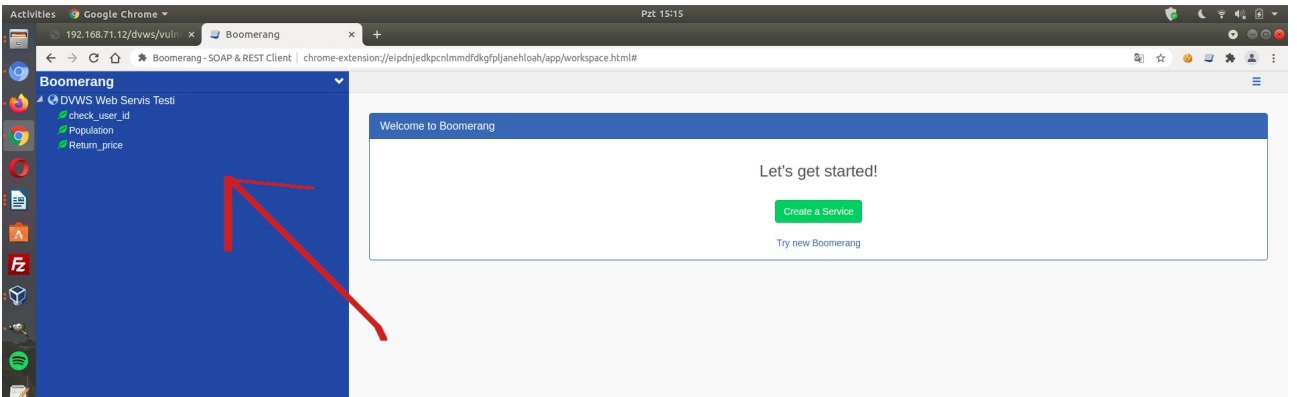 Activities Google Chrome Pzt 15:15
192.168.71.12/dvws/vuln Boomerang
Boomerang - SOAP & REST Client chrome-extension://eipdnjedkpcnlmmdfdkgfpljanehloah/app/workspace.html#
Boomerang
DVWS Web Servis Testi
check_user_id
Population
Return_price
Welcome to Boomerang
Let's get started!
Create a Service
Try new Boomerang